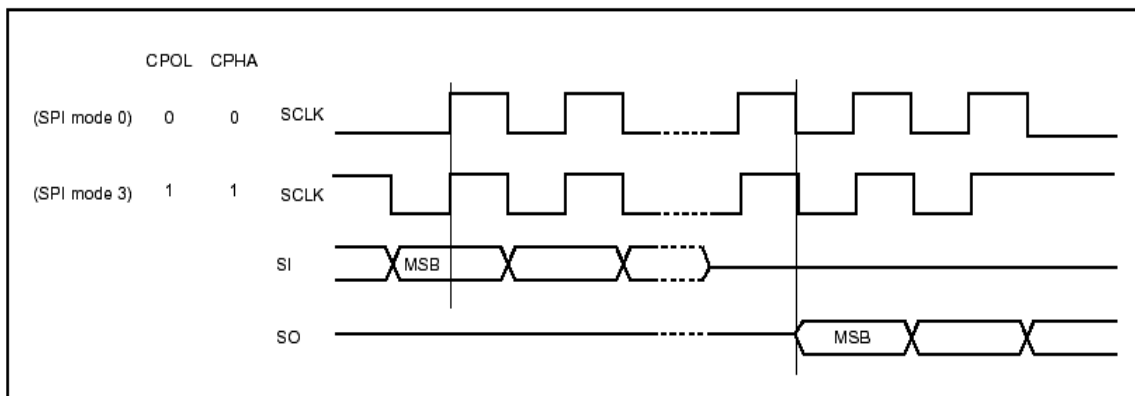 CPOL CPHA
(SPI mode 0) 0 0 SCLK
(SPI mode 3) 1 1 SCLK
SI MSB
SO MSB